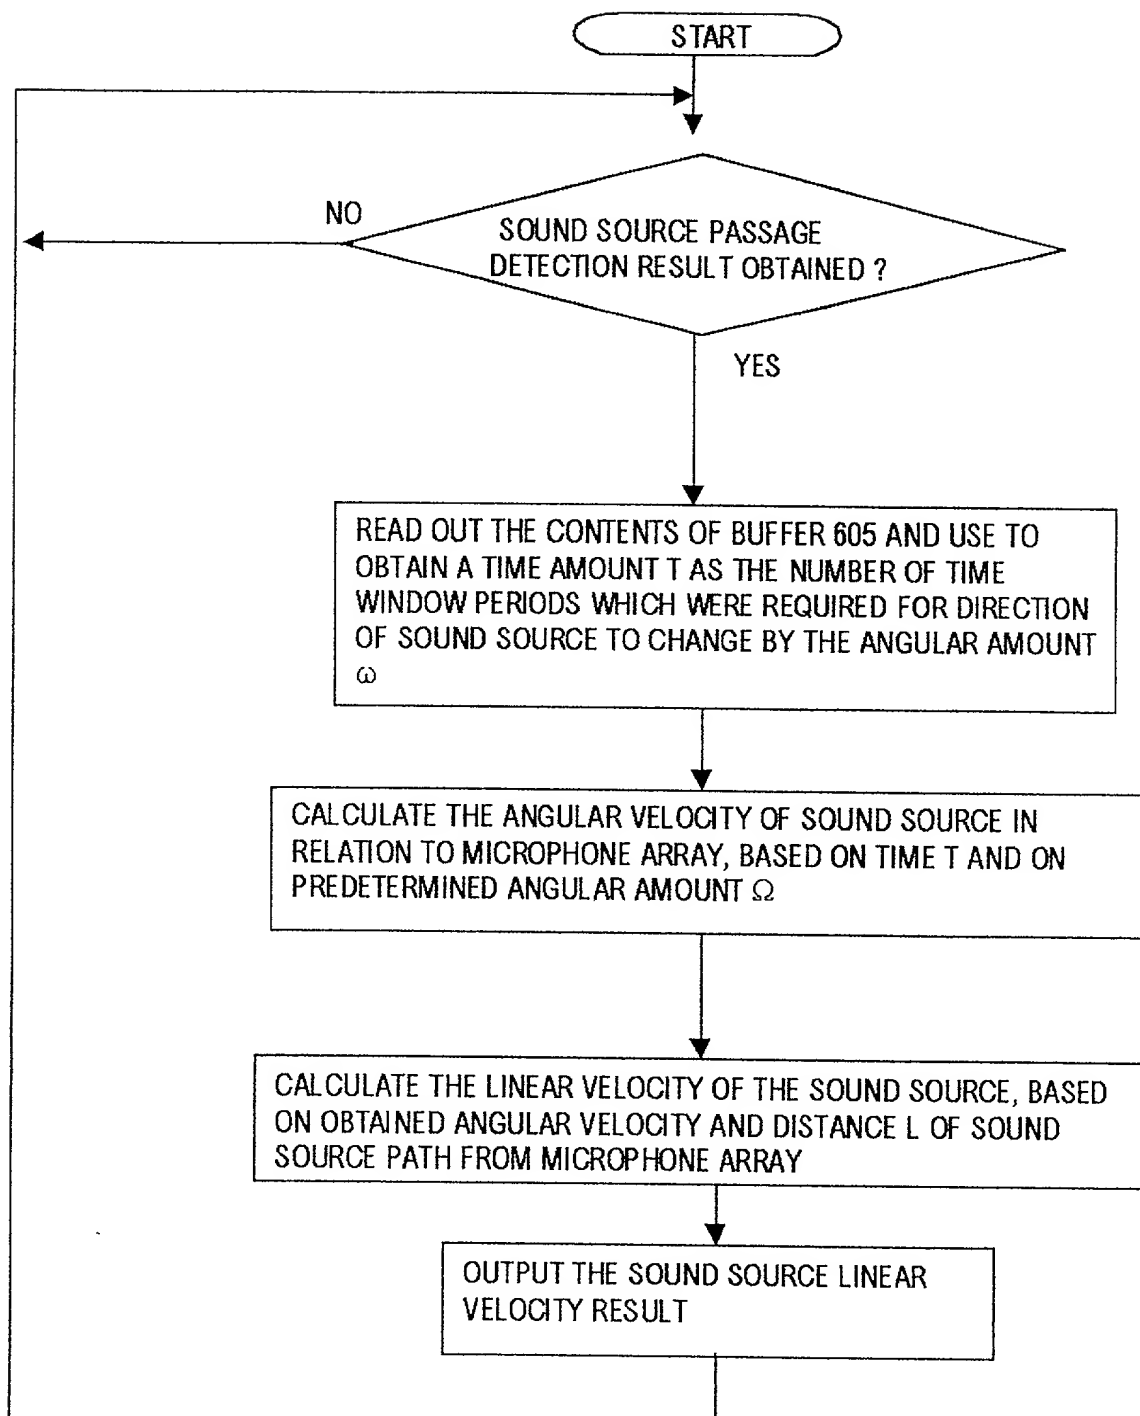 START
NO
SOUND SOURCE PASSAGE
DETECTION RESULT OBTAINED ?
YES
READ OUT THE CONTENTS OF BUFFER 605 AND USE TO
OBTAIN A TIME AMOUNT T AS THE NUMBER OF TIME
WINDOW PERIODS WHICH WERE REQUIRED FOR DIRECTION
OF SOUND SOURCE TO CHANGE BY THE ANGULAR AMOUNT
ω
CALCULATE THE ANGULAR VELOCITY OF SOUND SOURCE IN
RELATION TO MICROPHONE ARRAY, BASED ON TIME T AND ON
PREDETERMINED ANGULAR AMOUNT Ω
CALCULATE THE LINEAR VELOCITY OF THE SOUND SOURCE, BASED
ON OBTAINED ANGULAR VELOCITY AND DISTANCE L OF SOUND
SOURCE PATH FROM MICROPHONE ARRAY
OUTPUT THE SOUND SOURCE LINEAR
VELOCITY RESULT